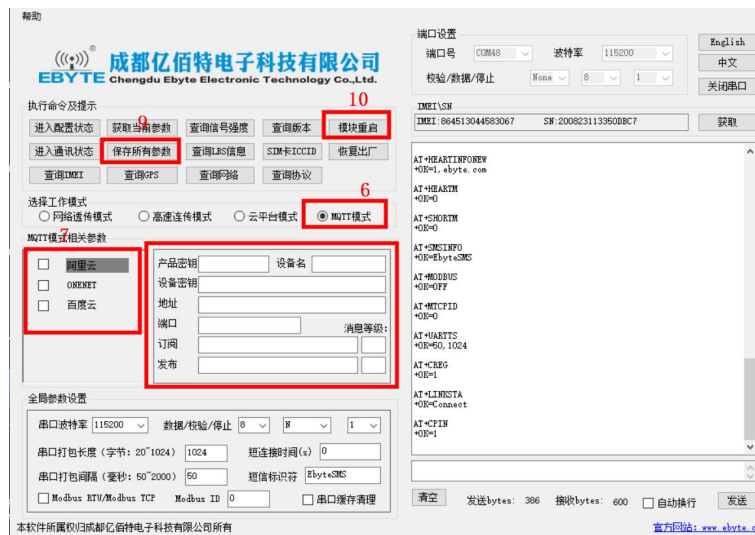 帮助
EBYTE ®
成都亿佰特电子科技有限公司
Chengdu Ebyte Electronic Technology Co.,Ltd.
执行命令及提示
9
10
进入配置状态 获取当前参数 查询信号强度 查询版本 模块重启
进入通讯状态 保存所有参数 查询LBS信息 SIM卡ICCID 恢复出厂
查询IMEI 查询GPS 查询网络 查询协议
选择工作模式
6
网络透传模式 高速连传模式 云平台模式 MQTT模式
7
MQTT模式相关参数
阿里云
ONENET
百度云
产品密钥 设备名
设备密钥
地址
端口 消息等级:
订阅
发布
全局参数设置
串口波特率 115200 数据/校验/停止 8 N 1
串口打包长度 (字节: 20~1024) 1024 短连接时间(s) 0
串口打包间隔 (毫秒: 50~2000) 50 短信标识符 EbyteSMS
Modbus RTU/Modbus TCP Modbus ID 0 串口缓存清理
本软件所属权归成都亿佰特电子科技有限公司所有
端口设置
端口号 COM48 波特率 115200
校验/数据/停止 None 8 1
English
中文
关闭串口
IMEI\SN
IMEI:864513044583067 SN:200823113350DBC7 获取
AT+HEARTINFONEW
+OK=1,ebyte.com
AT+HEARTM
+OK=0
AT+SHORTM
+OK=0
AT+SMSINFO
+OK=EbyteSMS
AT+MODBUS
+OK=OFF
AT+MTCPID
+OK=0
AT+UARTTS
+OK=50,1024
AT+CREG
+OK=1
AT+LINKSTA
+OK=Connect
AT+CPIN
+OK=1
清空 发送bytes: 386 接收bytes: 600 自动换行 发送
官方网站: www.ebyte.c